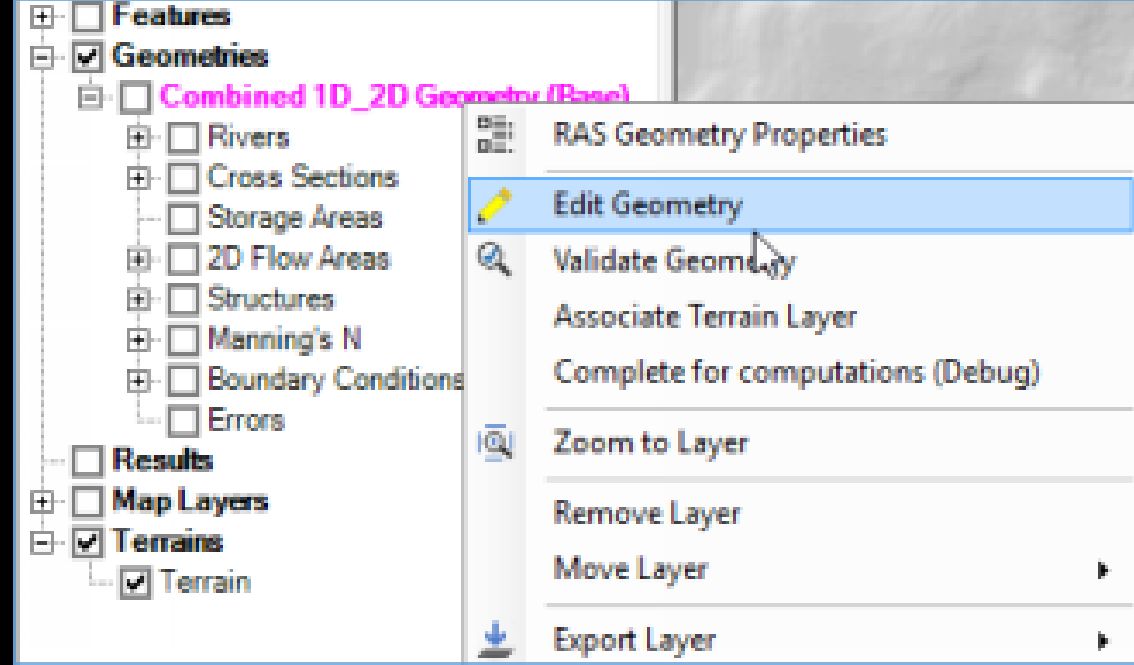 Features
Geometries
Combined 1D_2D Geometry (Base)
Rivers
Cross Sections
Storage Areas
2D Flow Areas
Structures
Manning's N
Boundary Conditions
Errors
Results
Map Layers
Terrains
Terrain
RAS Geometry Properties
Edit Geometry
Validate Geometry
Associate Terrain Layer
Complete for computations (Debug)
Zoom to Layer
Remove Layer
Move Layer
Export Layer